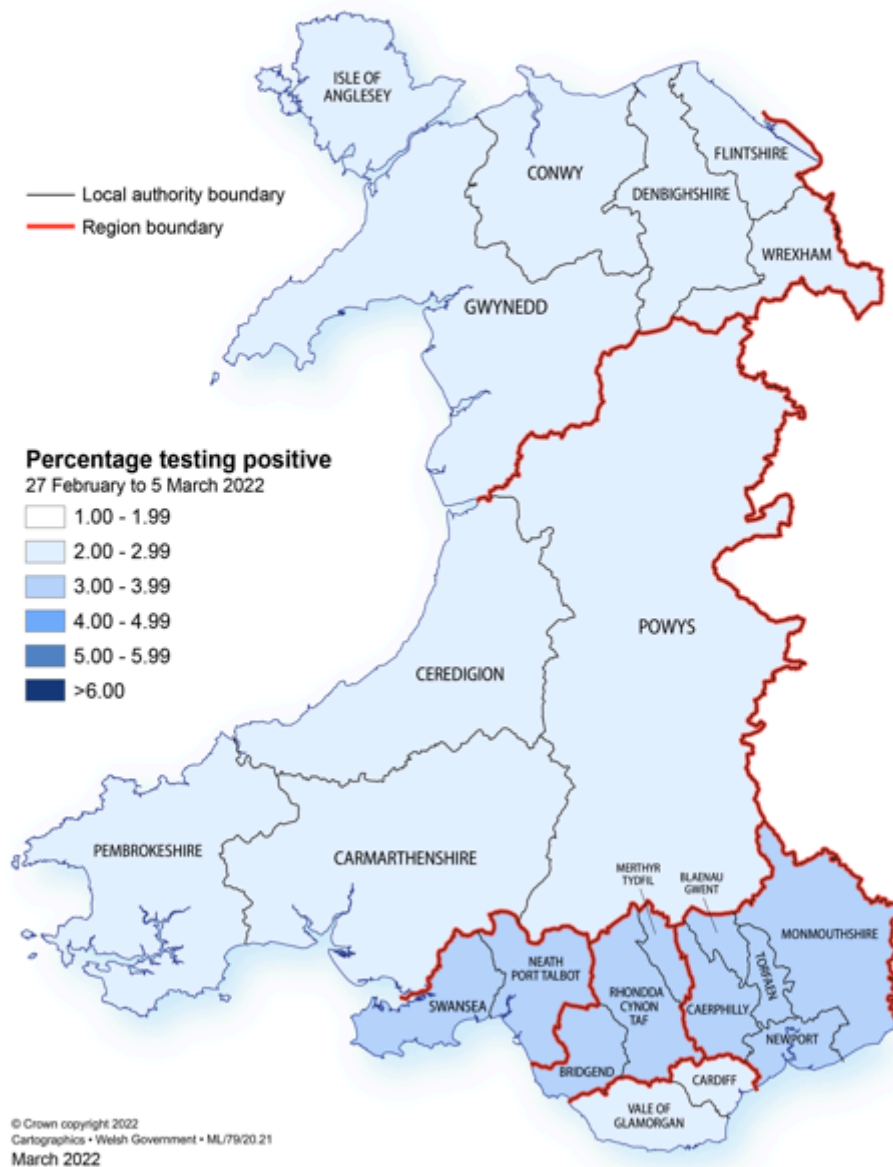 ISLE OF
ANGLESEY
FLINTSHIRE
CONWY
DENBIGHSHIRE
Local authority boundary
Region boundary
WREXHAM
GWYNEDD
Percentage testing positive
27 February to 5 March 2022
1.00 - 1.99
2.00 - 2.99
3.00 - 3.99
4.00 - 4.99
5.00 - 5.99
>6.00
POWYS
CEREDIGION
PEMBROKESHIRE
CARMARTHENSHIRE
MERTHYR
TYDFIL
BLAENAU
GWENT
MONMOUTHSHIRE
NEATH
PORT TALBOT
TORFAEN
SWANSEA
RHONDDA
CYNON
TAF
CAERPHILLY
NEWPORT
BRIDGEND
CARDIFF
VALE OF
GLAMORGAN
© Crown copyright 2022
Cartographics • Welsh Government • ML/79/20.21
March 2022